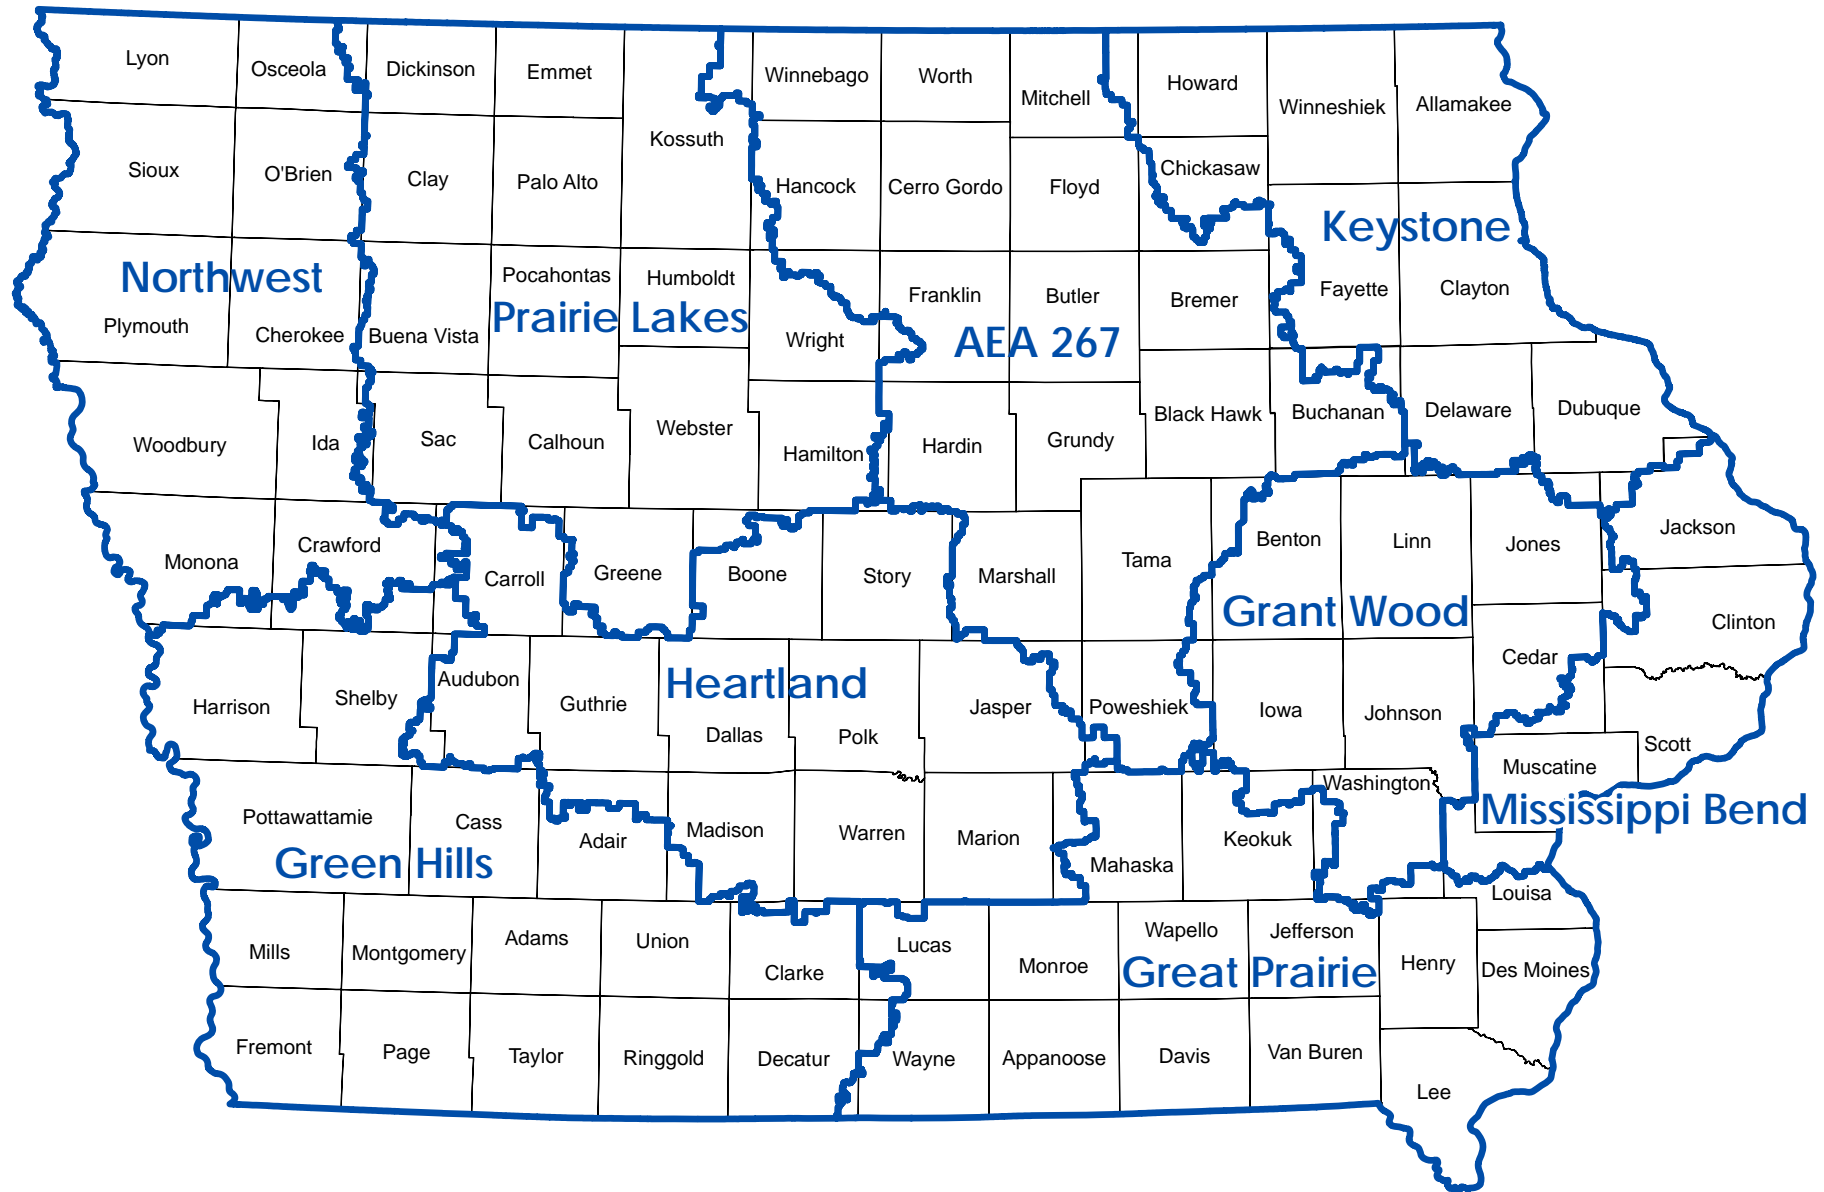 Lyon
Osceola
Dickinson
Emmet
Kossuth
Winnebago
Worth
Mitchell
Howard
Winneshiek
Allamakee
Sioux
O'Brien
Clay
Palo Alto
Hancock
Cerro Gordo
Floyd
Chickasaw
Keystone
Northwest
Plymouth
Cherokee
Buena Vista
Pocahontas
Humboldt
Prairie Lakes
Wright
Franklin
Butler
AEA 267
Bremer
Fayette
Clayton
Woodbury
Ida
Sac
Calhoun
Webster
Hamilton
Hardin
Grundy
Black Hawk
Buchanan
Delaware
Dubuque
Monona
Crawford
Carroll
Greene
Boone
Story
Marshall
Tama
Benton
Linn
Jones
Jackson
Grant Wood
Clinton
Cedar
Harrison
Shelby
Audubon
Guthrie
Heartland
Dallas
Polk
Jasper
Poweshiek
Iowa
Johnson
Scott
Muscatine
Mississippi Bend
Pottawattamie
Cass
Green Hills
Adair
Madison
Warren
Marion
Mahaska
Keokuk
Washington
Louisa
Mills
Montgomery
Adams
Union
Clarke
Lucas
Monroe
Wapello
Jefferson
Great Prairie
Henry
Des Moines
Fremont
Page
Taylor
Ringgold
Decatur
Wayne
Appanoose
Davis
Van Buren
Lee